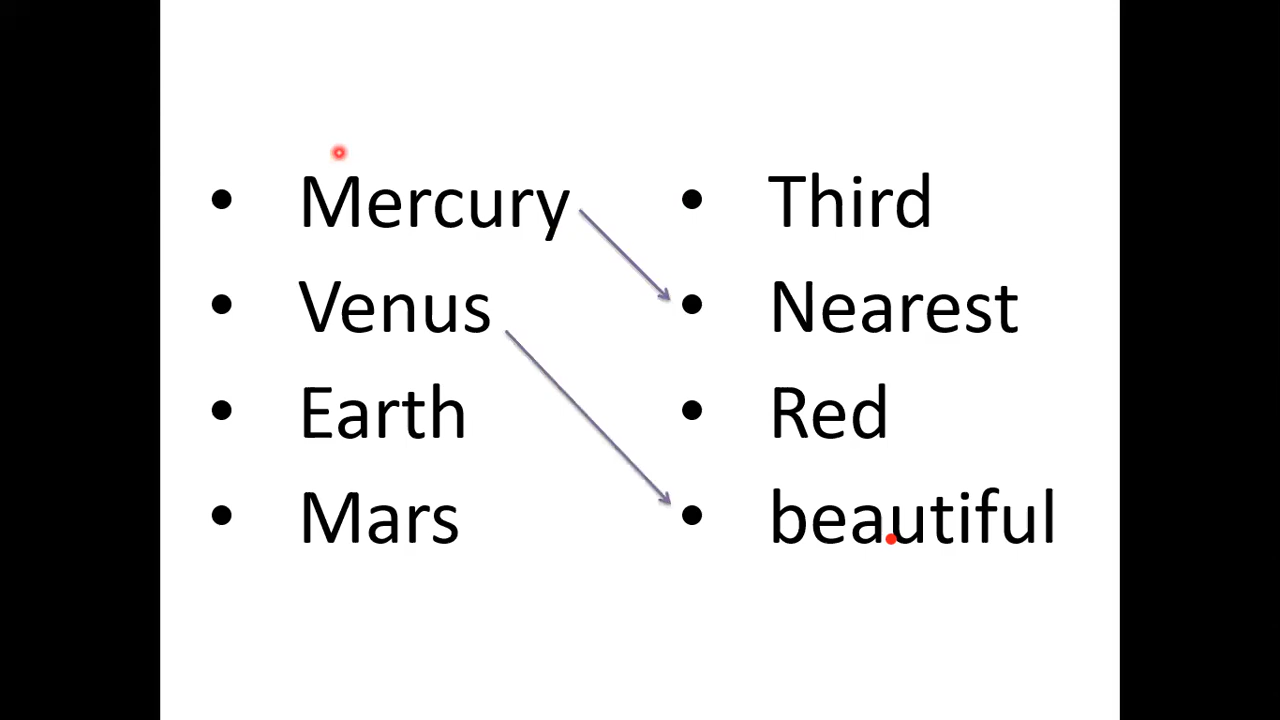 • Mercury
• Venus
• Earth
• Mars
• Third
• Nearest
• Red
• beautiful